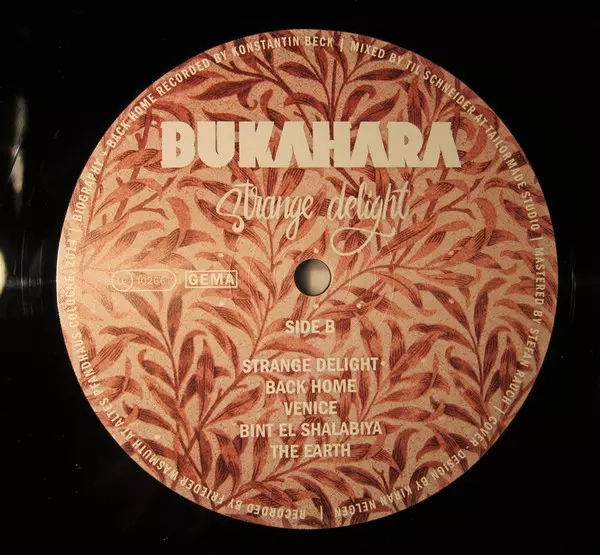 BUKAHARA
Strange delight
GEMA
SIDE B
STRANGE DELIGHT
BACK HOME
VENICE
BINT EL SHALABIYA
THE EARTH
RECORDED BY FRIEDER WASMUTH AT ALTES PFANDHAUS COLOGNE 2014 | BIOGRAPHY + BACK HOME RECORDED BY KONSTANTIN BECK | MIXED BY TIL SCHNEIDER AT TAILORMADE STUDIO | MASTERED BY STEFAN RAUCH | COVER DESIGN BY KIRAN NELGEN |